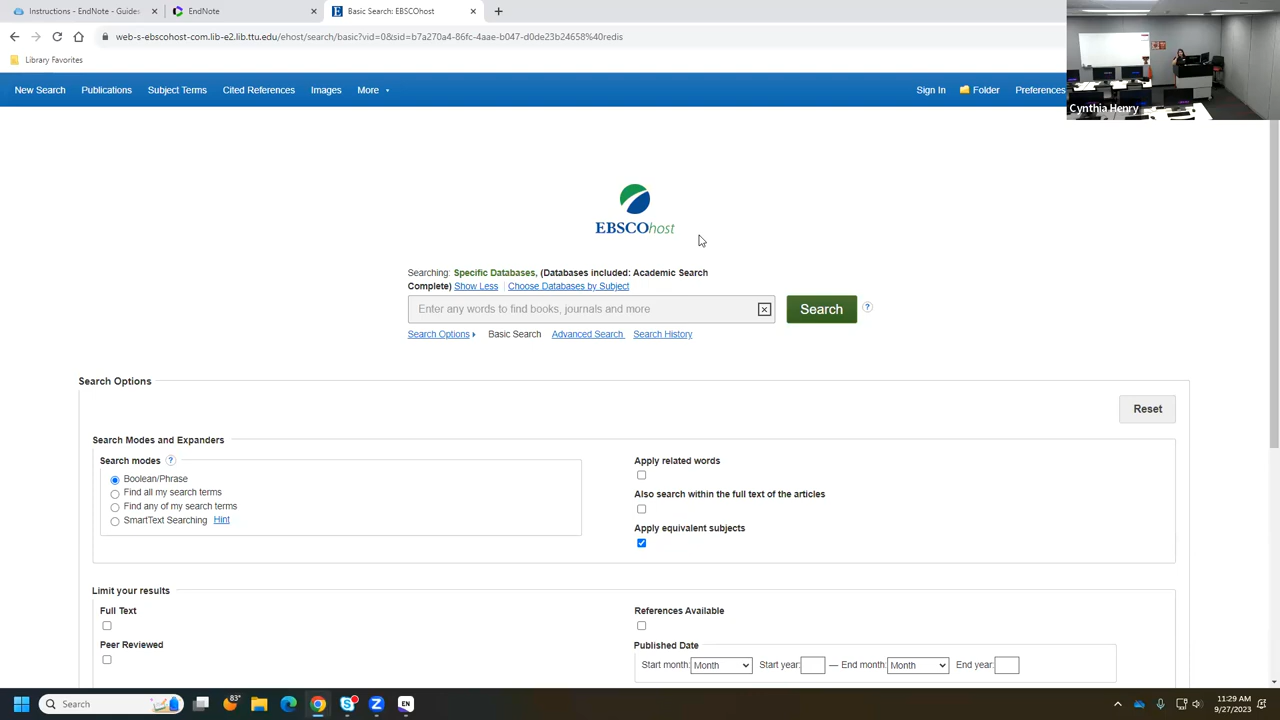 Instructions - EndNote - Guides
EndNote
Basic Search: EBSCOhost
web-s-ebscohost-com.lib-e2.lib.ttu.edu/ehost/search/basic?vid=0&sid=b7a270a4-86fc-4aae-b047-d0de23b24658%40redis
Library Favorites
New Search Publications Subject Terms Cited References Images More
Sign In Folder Preferences
Cynthia Henry
EBSCOhost
Searching: Specific Databases, (Databases included: Academic Search
Complete) Show Less Choose Databases by Subject
Enter any words to find books, journals and more
Search
?
Search Options Basic Search Advanced Search Search History
Search Options
Reset
Search Modes and Expanders
Search modes ?
Boolean/Phrase
Find all my search terms
Find any of my search terms
SmartText Searching Hint
Apply related words
Also search within the full text of the articles
Apply equivalent subjects
Limit your results
Full Text
Peer Reviewed
References Available
Published Date
Start month: Month Start year: — End month: Month End year:
Search
83°
EN
11:29 AM
9/27/2023